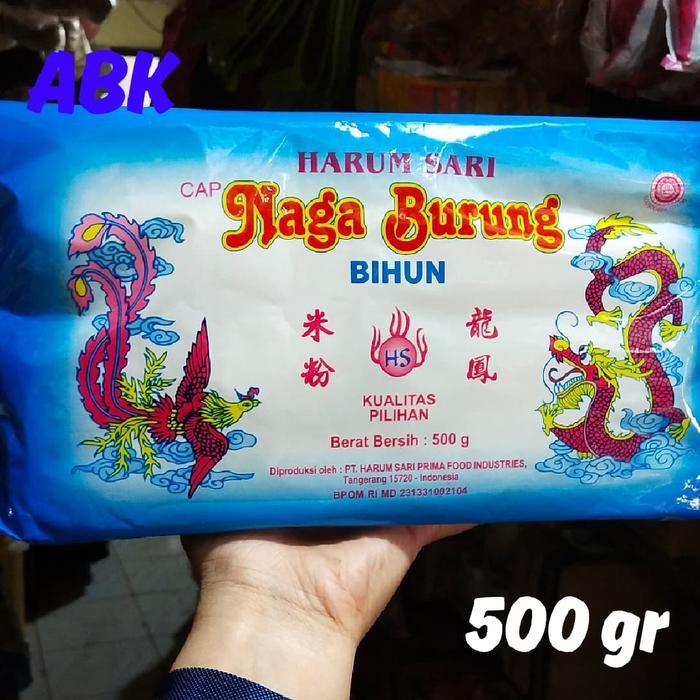 ABK
HARUM SARI
CAP Naga Burung
BIHUN
米粉
龍鳳
HS
KUALITAS
PILIHAN
Berat Bersih : 500 g
Diproduksi oleh : PT. HARUM SARI PRIMA FOOD INDUSTRIES,
Tangerang 15720 - Indonesia
BPOM RI MD 231331002104
500 gr